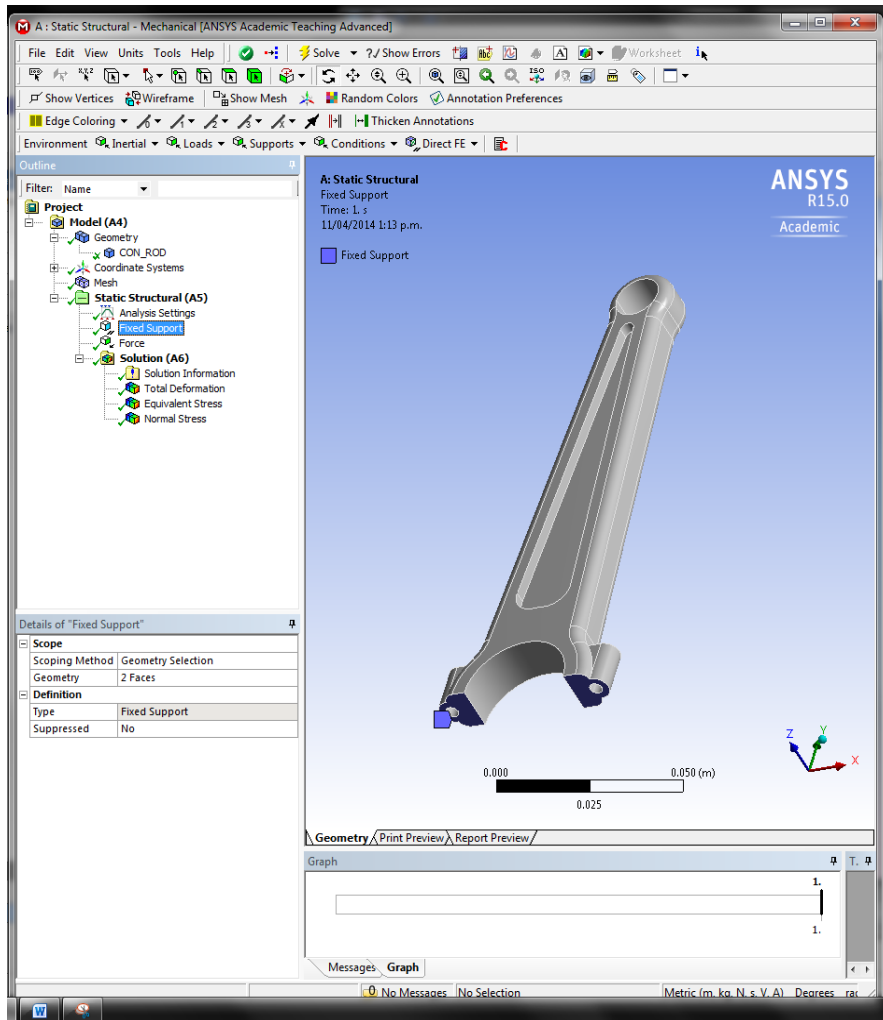 A : Static Structural - Mechanical [ANSYS Academic Teaching Advanced]
File Edit View Units Tools Help Solve ?✓ Show Errors Worksheet
Show Vertices Wireframe Show Mesh Random Colors Annotation Preferences
Edge Coloring Thicken Annotations
Environment Inertial Loads Supports Conditions Direct FE
Outline
Filter: Name
Project
Model (A4)
Geometry
CON_ROD
Coordinate Systems
Mesh
Static Structural (A5)
Analysis Settings
Fixed Support
Force
Solution (A6)
Solution Information
Total Deformation
Equivalent Stress
Normal Stress
A: Static Structural
Fixed Support
Time: 1. s
11/04/2014 1:13 p.m.
Fixed Support
ANSYS
R15.0
Academic
Z Y
X
0.000 0.050 (m)
0.025
Details of "Fixed Support"
Scope
Scoping Method Geometry Selection
Geometry 2 Faces
Definition
Type Fixed Support
Suppressed No
Geometry Print Preview Report Preview
Graph
T.
1.
1.
Messages Graph
0 No Messages No Selection Metric (m, kg, N, s, V, A) Degrees